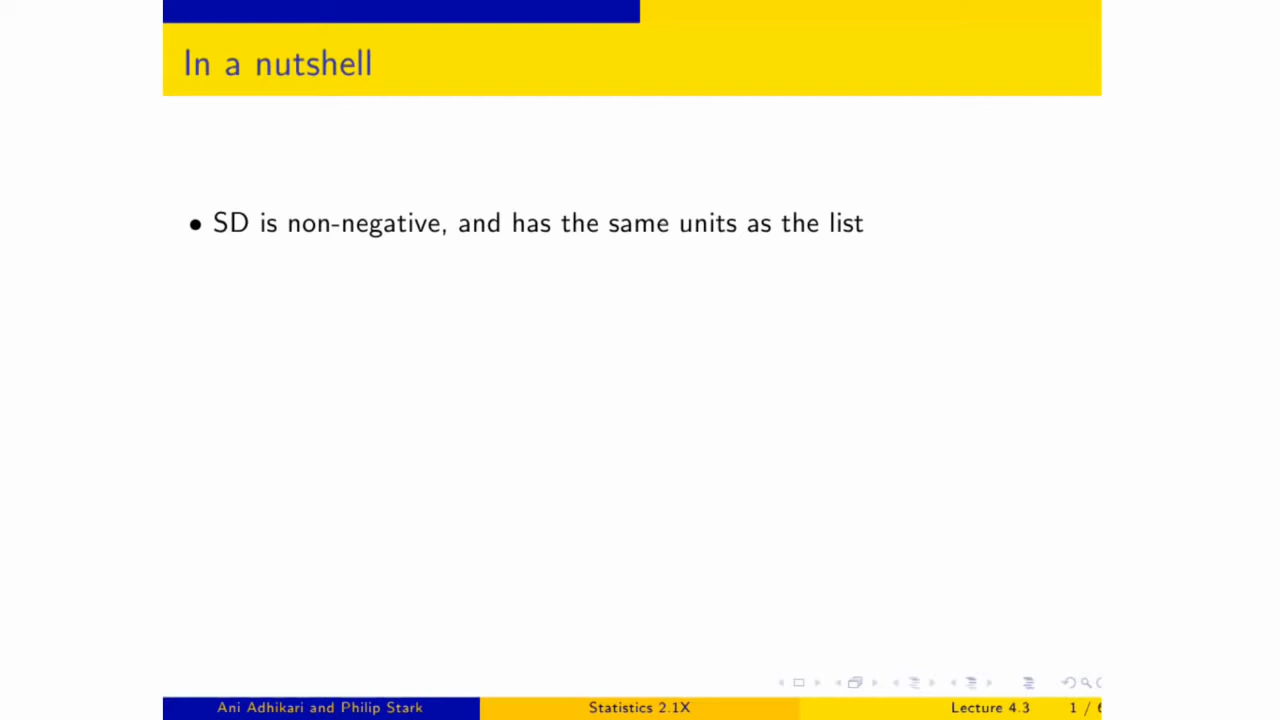 In a nutshell
• SD is non-negative, and has the same units as the list
Ani Adhikari and Philip Stark Statistics 2.1X Lecture 4.3 1 /